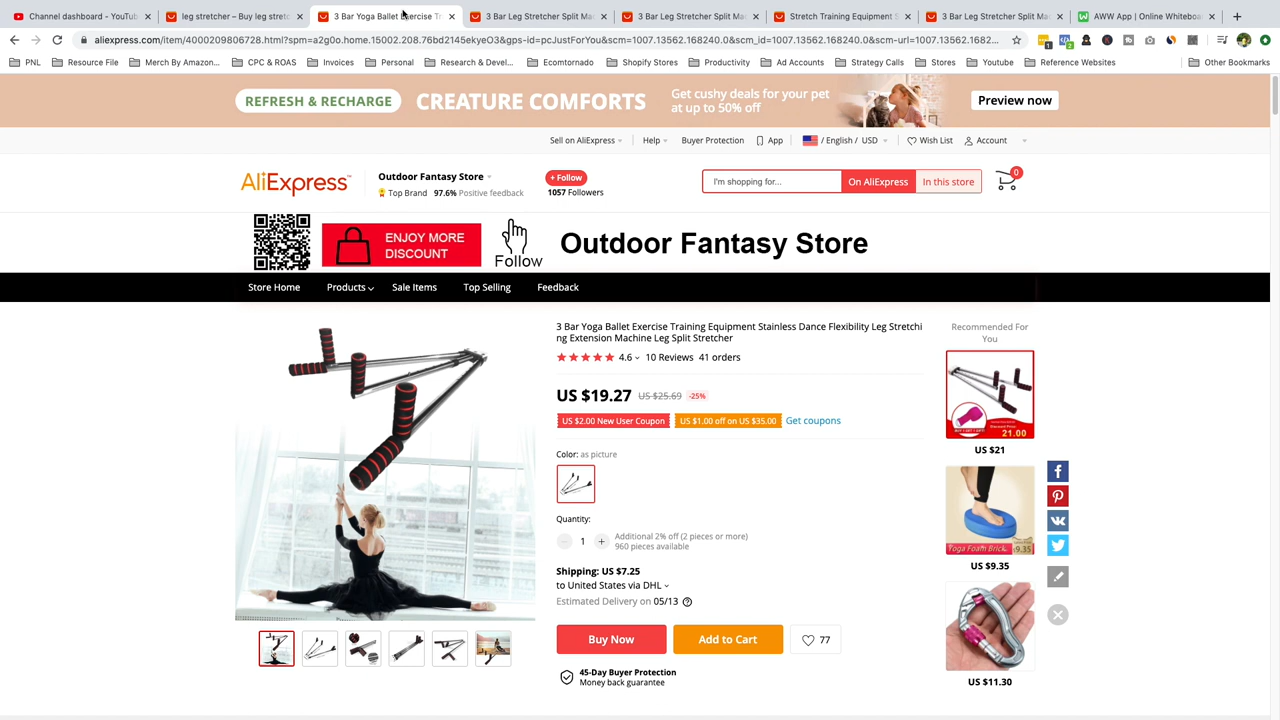 Channel dashboard - YouTu
leg stretcher – Buy leg stret
3 Bar Yoga Ballet Exercise Tr
3 Bar Leg Stretcher Split Ma
3 Bar Leg Stretcher Split Ma
Stretch Training Equipment S
3 Bar Leg Stretcher Split Ma
AWW App | Online Whitebo
aliexpress.com/item/4000209806728.html?spm=a2g0o.home.15002.208.76bd2145ekyeO3&gps-id=pcJustForYou&scm=1007.13562.168240.0&scm_id=1007.13562.168240.0&scm-url=1007.13562.1682...
PNL
Resource File
Merch By Amazon...
CPC & ROAS
Invoices
Personal
Research & Devel...
Ecomtornado
Shopify Stores
Productivity
Ad Accounts
Strategy Calls
Stores
Youtube
Reference Websites
Other Bookmarks
REFRESH & RECHARGE
CREATURE COMFORTS
Get cushy deals for your pet
at up to 50% off
Preview now
Sell on AliExpress
Help
Buyer Protection
App
/ English / USD
Wish List
Account
AliExpress
Outdoor Fantasy Store
Top Brand 97.6% Positive feedback
+ Follow
1057 Followers
I'm shopping for...
On AliExpress
In this store
0
ENJOY MORE
DISCOUNT
Follow
Outdoor Fantasy Store
Store Home
Products
Sale Items
Top Selling
Feedback
3 Bar Yoga Ballet Exercise Training Equipment Stainless Dance Flexibility Leg Stretchi
ng Extension Machine Leg Split Stretcher
4.6 10 Reviews 41 orders
US $19.27 US $25.69 -25%
US $2.00 New User Coupon
US $1.00 off on US $35.00
Get coupons
Color: as picture
Quantity:
1
Additional 2% off (2 pieces or more)
960 pieces available
Shipping: US $7.25
to United States via DHL
Estimated Delivery on 05/13
Buy Now
Add to Cart
77
45-Day Buyer Protection
Money back guarantee
Recommended For
You
21.00
US $21
Yoga Foam Brick
US $9.35
US $11.30